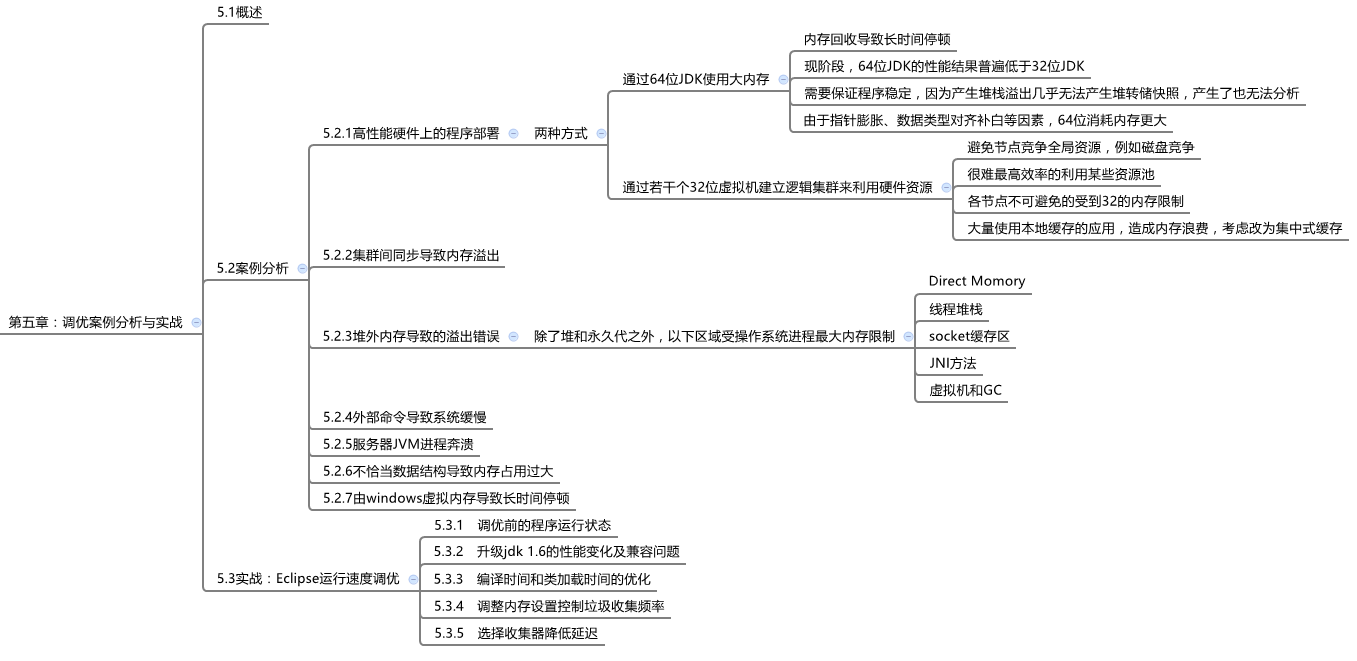 第五章：调优案例分析与实战
5.1概述
5.2案例分析
5.2.1高性能硬件上的程序部署
两种方式
通过64位JDK使用大内存
内存回收导致长时间停顿
现阶段，64位JDK的性能结果普遍低于32位JDK
需要保证程序稳定，因为产生堆栈溢出几乎无法产生堆转储快照，产生了也无法分析
由于指针膨胀、数据类型对齐补白等因素，64位消耗内存更大
通过若干个32位虚拟机建立逻辑集群来利用硬件资源
避免节点竞争全局资源，例如磁盘竞争
很难最高效率的利用某些资源池
各节点不可避免的受到32的内存限制
大量使用本地缓存的应用，造成内存浪费，考虑改为集中式缓存
5.2.2集群间同步导致内存溢出
5.2.3堆外内存导致的溢出错误
除了堆和永久代之外，以下区域受操作系统进程最大内存限制
Direct Momory
线程堆栈
socket缓存区
JNI方法
虚拟机和GC
5.2.4外部命令导致系统缓慢
5.2.5服务器JVM进程奔溃
5.2.6不恰当数据结构导致内存占用过大
5.2.7由windows虚拟内存导致长时间停顿
5.3实战：Eclipse运行速度调优
5.3.1 调优前的程序运行状态
5.3.2 升级jdk 1.6的性能变化及兼容问题
5.3.3 编译时间和类加载时间的优化
5.3.4 调整内存设置控制垃圾收集频率
5.3.5 选择收集器降低延迟